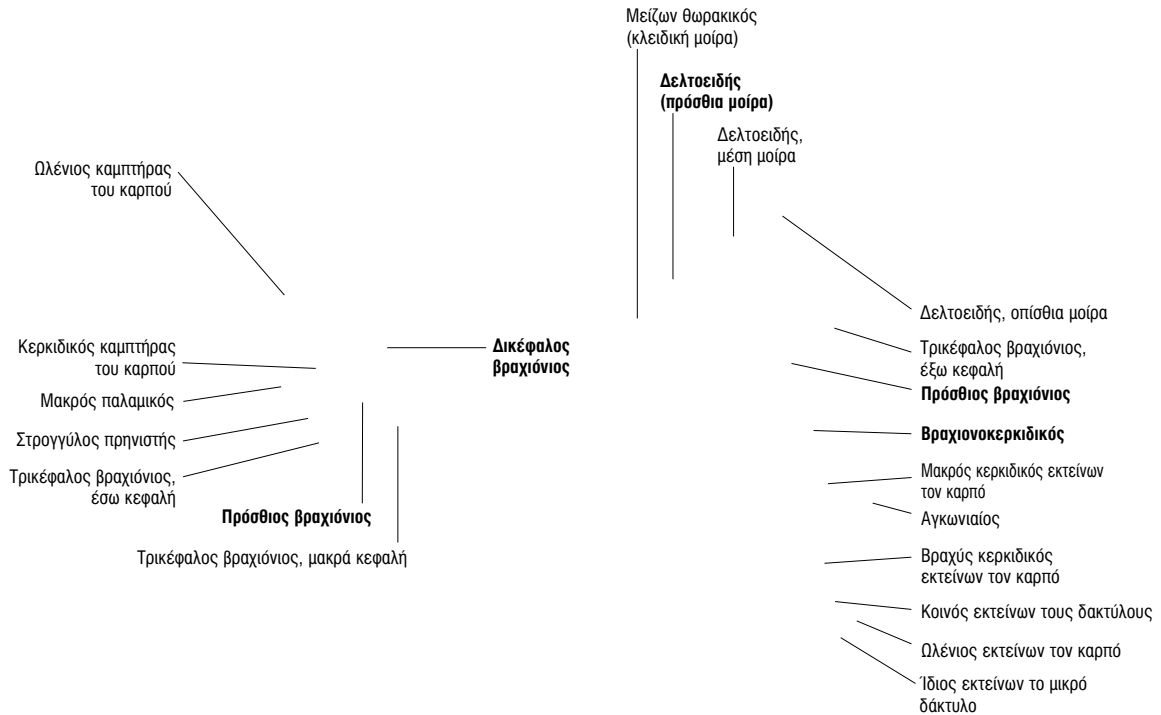 Μείζων θωρακικός
(κλειδική μοίρα)
Δελτοειδής
(πρόσθια μοίρα)
Δελτοειδής,
μέση μοίρα
Ωλένιος καμπτήρας
του καρπού
Κερκιδικός καμπτήρας
του καρπού
Μακρός παλαμικός
Στρογγύλος πρηνιστής
Τρικέφαλος βραχιόνιος,
έσω κεφαλή
Πρόσθιος βραχιόνιος
Τρικέφαλος βραχιόνιος, μακρά κεφαλή
Δικέφαλος
βραχιόνιος
Δελτοειδής, οπίσθια μοίρα
Τρικέφαλος βραχιόνιος,
έξω κεφαλή
Πρόσθιος βραχιόνιος
Βραχιονοκερκιδικός
Μακρός κερκιδικός εκτείνων
τον καρπό
Αγκωνιαίος
Βραχύς κερκιδικός
εκτείνων τον καρπό
Κοινός εκτείνων τους δακτύλους
Ωλένιος εκτείνων τον καρπό
Ίδιος εκτείνων το μικρό
δάκτυλο